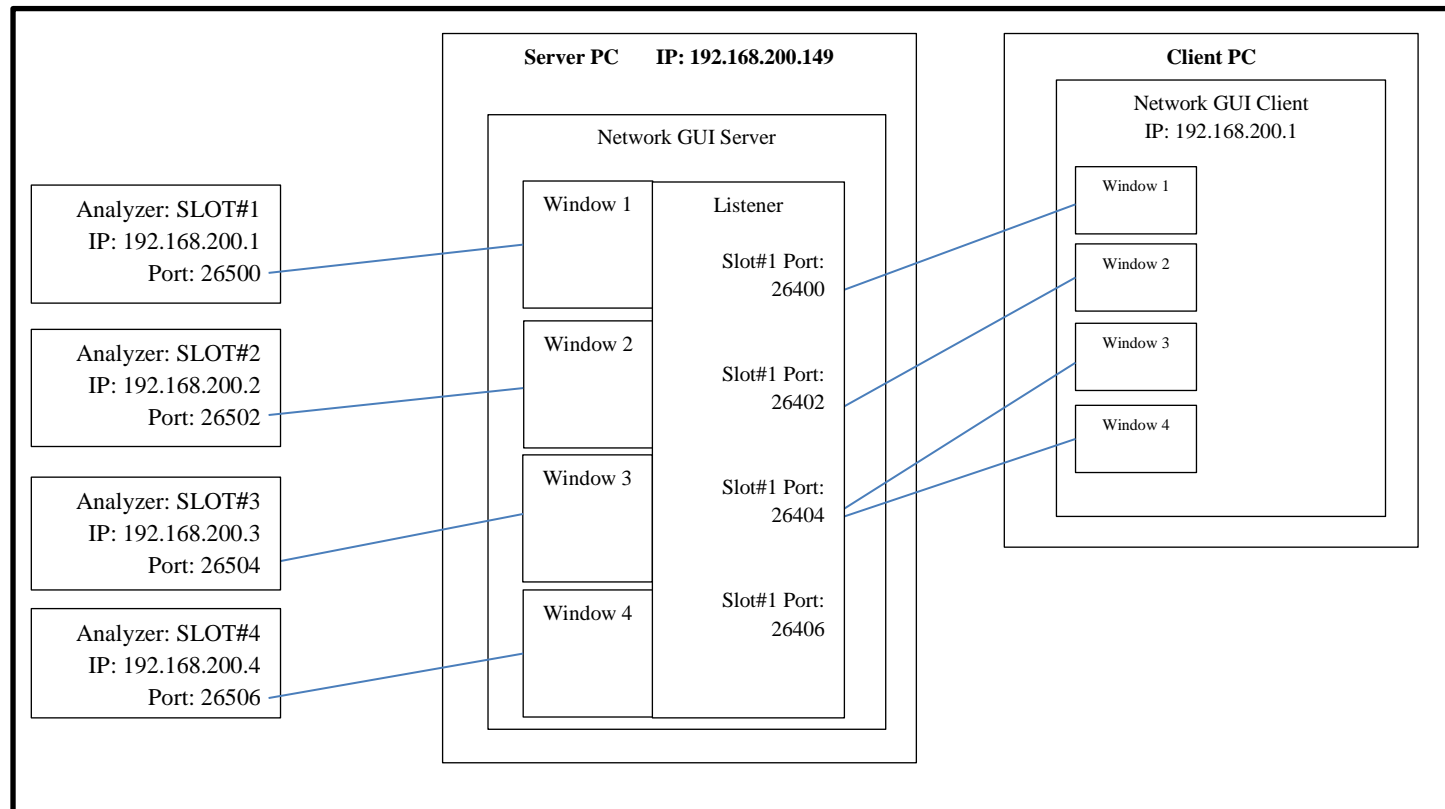 Server PC IP: 192.168.200.149
Network GUI Server
Analyzer: SLOT#1
IP: 192.168.200.1
Port: 26500
Analyzer: SLOT#2
IP: 192.168.200.2
Port: 26502
Analyzer: SLOT#3
IP: 192.168.200.3
Port: 26504
Analyzer: SLOT#4
IP: 192.168.200.4
Port: 26506
Window 1
Window 2
Window 3
Window 4
Listener
Slot#1 Port:
26400
Slot#1 Port:
26402
Slot#1 Port:
26404
Slot#1 Port:
26406
Client PC
Network GUI Client
IP: 192.168.200.1
Window 1
Window 2
Window 3
Window 4